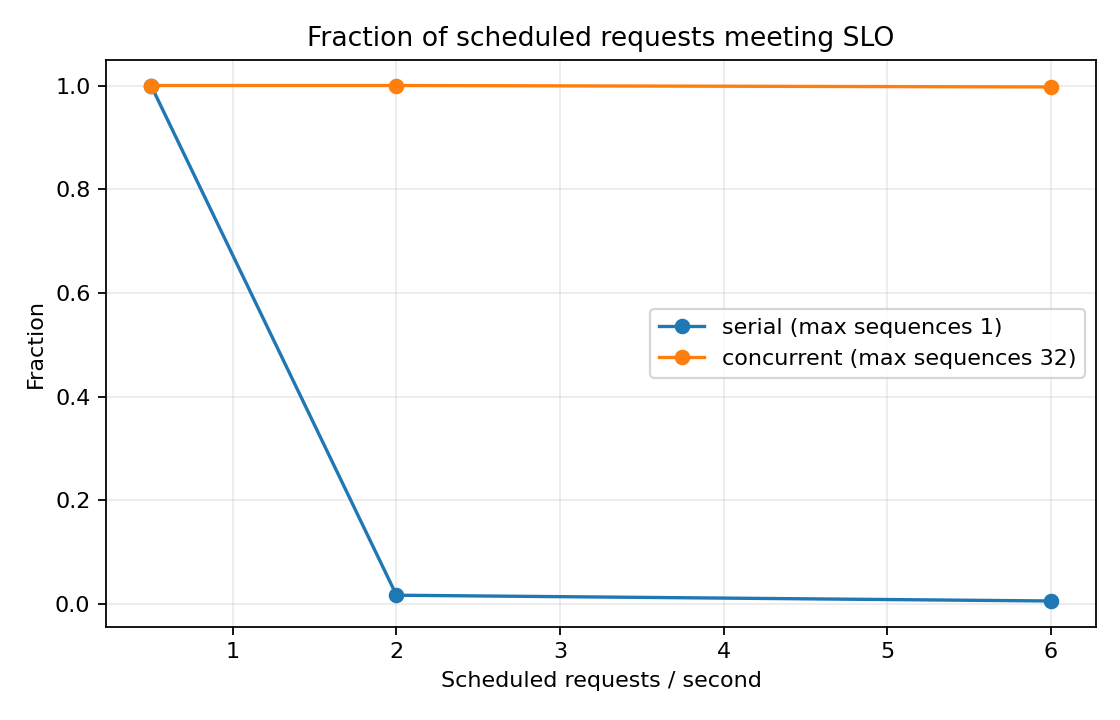 Fraction of scheduled requests meeting SLO
1.0
0.8
0.6
0.4
0.2
0.0
Fraction
serial (max sequences 1)
concurrent (max sequences 32)
1 2 3 4 5 6
Scheduled requests / second